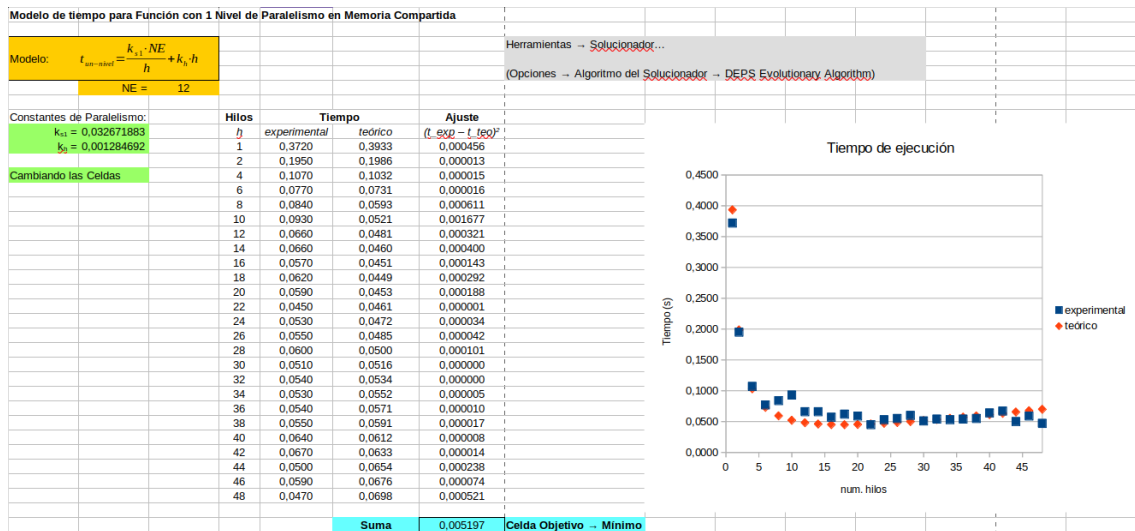 Modelo de tiempo para Función con 1 Nivel de Paralelismo en Memoria Compartida
Modelo: t un−nivel = k s1·NE / h + k h·h
Herramientas → Solucionador…
(Opciones → Algoritmo del Solucionador → DEPS Evolutionary Algorithm)
NE = 12
Constantes de Paralelismo: Hilos Tiempo Ajuste
ks1 = 0,032671883 h experimental teórico (t_exp – t_teo)²
kh = 0,001284692 1 0,3720 0,3933 0,000456
2 0,1950 0,1986 0,000013
Cambiando las Celdas 4 0,1070 0,1032 0,000015
6 0,0770 0,0731 0,000016
8 0,0840 0,0593 0,000611
10 0,0930 0,0521 0,001677
12 0,0660 0,0481 0,000321
14 0,0660 0,0460 0,000400
16 0,0570 0,0451 0,000143
18 0,0620 0,0449 0,000292
20 0,0590 0,0453 0,000188
22 0,0450 0,0461 0,000001
24 0,0530 0,0472 0,000034
26 0,0550 0,0485 0,000042
28 0,0600 0,0500 0,000101
30 0,0510 0,0516 0,000000
32 0,0540 0,0534 0,000000
34 0,0530 0,0552 0,000005
36 0,0540 0,0571 0,000010
38 0,0550 0,0591 0,000017
40 0,0640 0,0612 0,000008
42 0,0670 0,0633 0,000014
44 0,0500 0,0654 0,000238
46 0,0590 0,0676 0,000074
48 0,0470 0,0698 0,000521
Suma 0,005197 Celda Objetivo → Mínimo
Tiempo de ejecución
Tiempo (s)
0,4500
0,4000
0,3500
0,3000
0,2500
0,2000
0,1500
0,1000
0,0500
0,0000
0 5 10 15 20 25 30 35 40 45
num. hilos
experimental
teórico